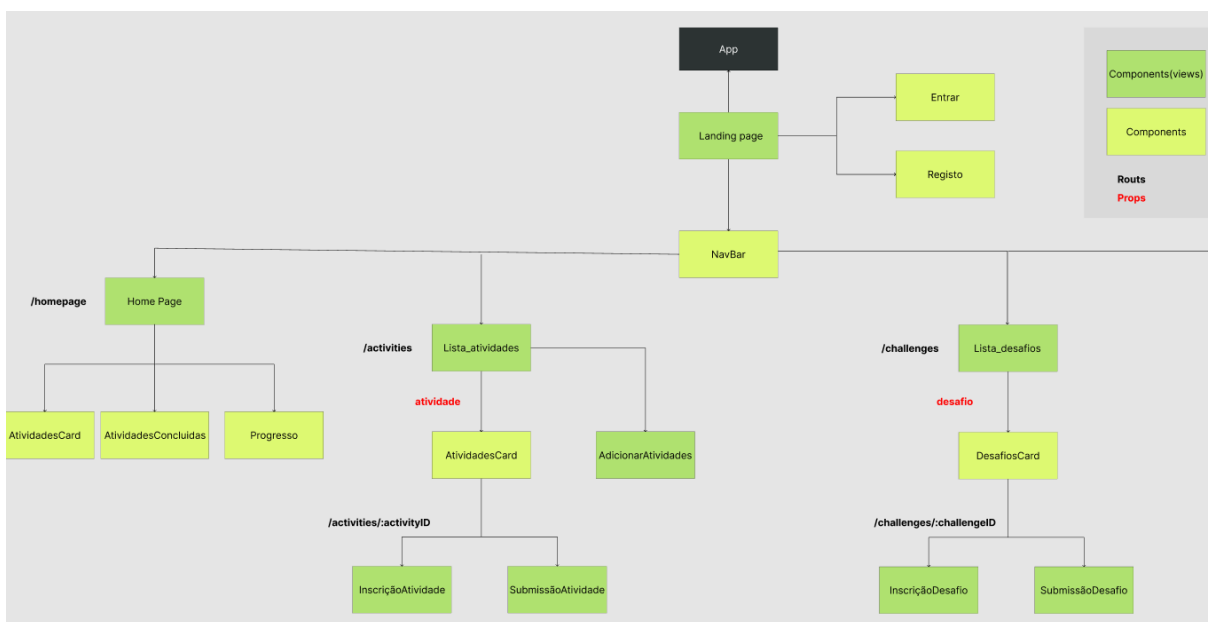 App
Components(views)
Entrar
Components
Landing page
Registo
Routs
Props
NavBar
/homepage
Home Page
/activities
Lista_atividades
/challenges
Lista_desafios
atividade
desafio
AtividadesCard
AtividadesConcluidas
Progresso
AtividadesCard
AdicionarAtividades
DesafiosCard
/activities/:activityID
/challenges/:challengeID
InscriçãoAtividade
SubmissãoAtividade
InscriçãoDesafio
SubmissãoDesafio